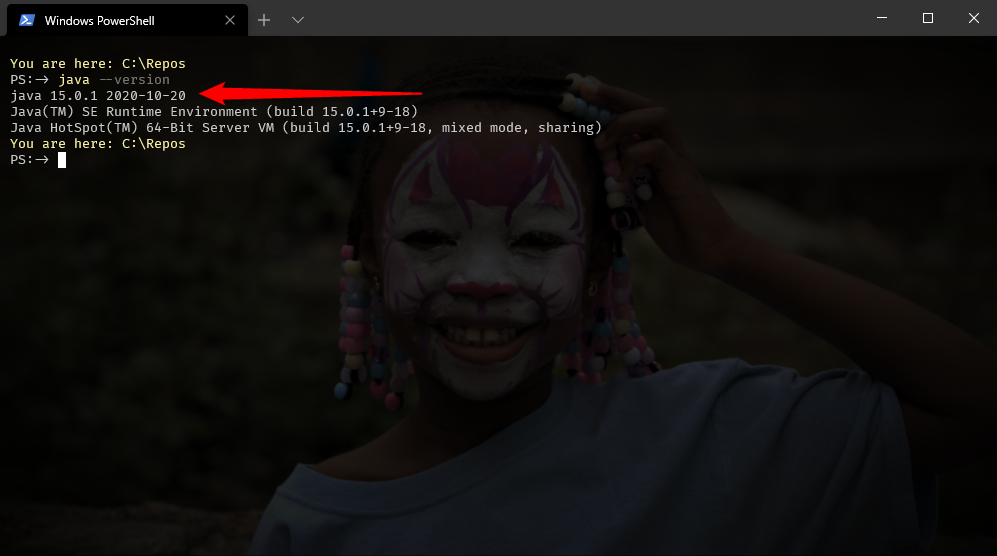 Windows PowerShell
You are here: C:\Repos
PS:-> java --version
java 15.0.1 2020-10-20
Java(TM) SE Runtime Environment (build 15.0.1+9-18)
Java HotSpot(TM) 64-Bit Server VM (build 15.0.1+9-18, mixed mode, sharing)
You are here: C:\Repos
PS:->